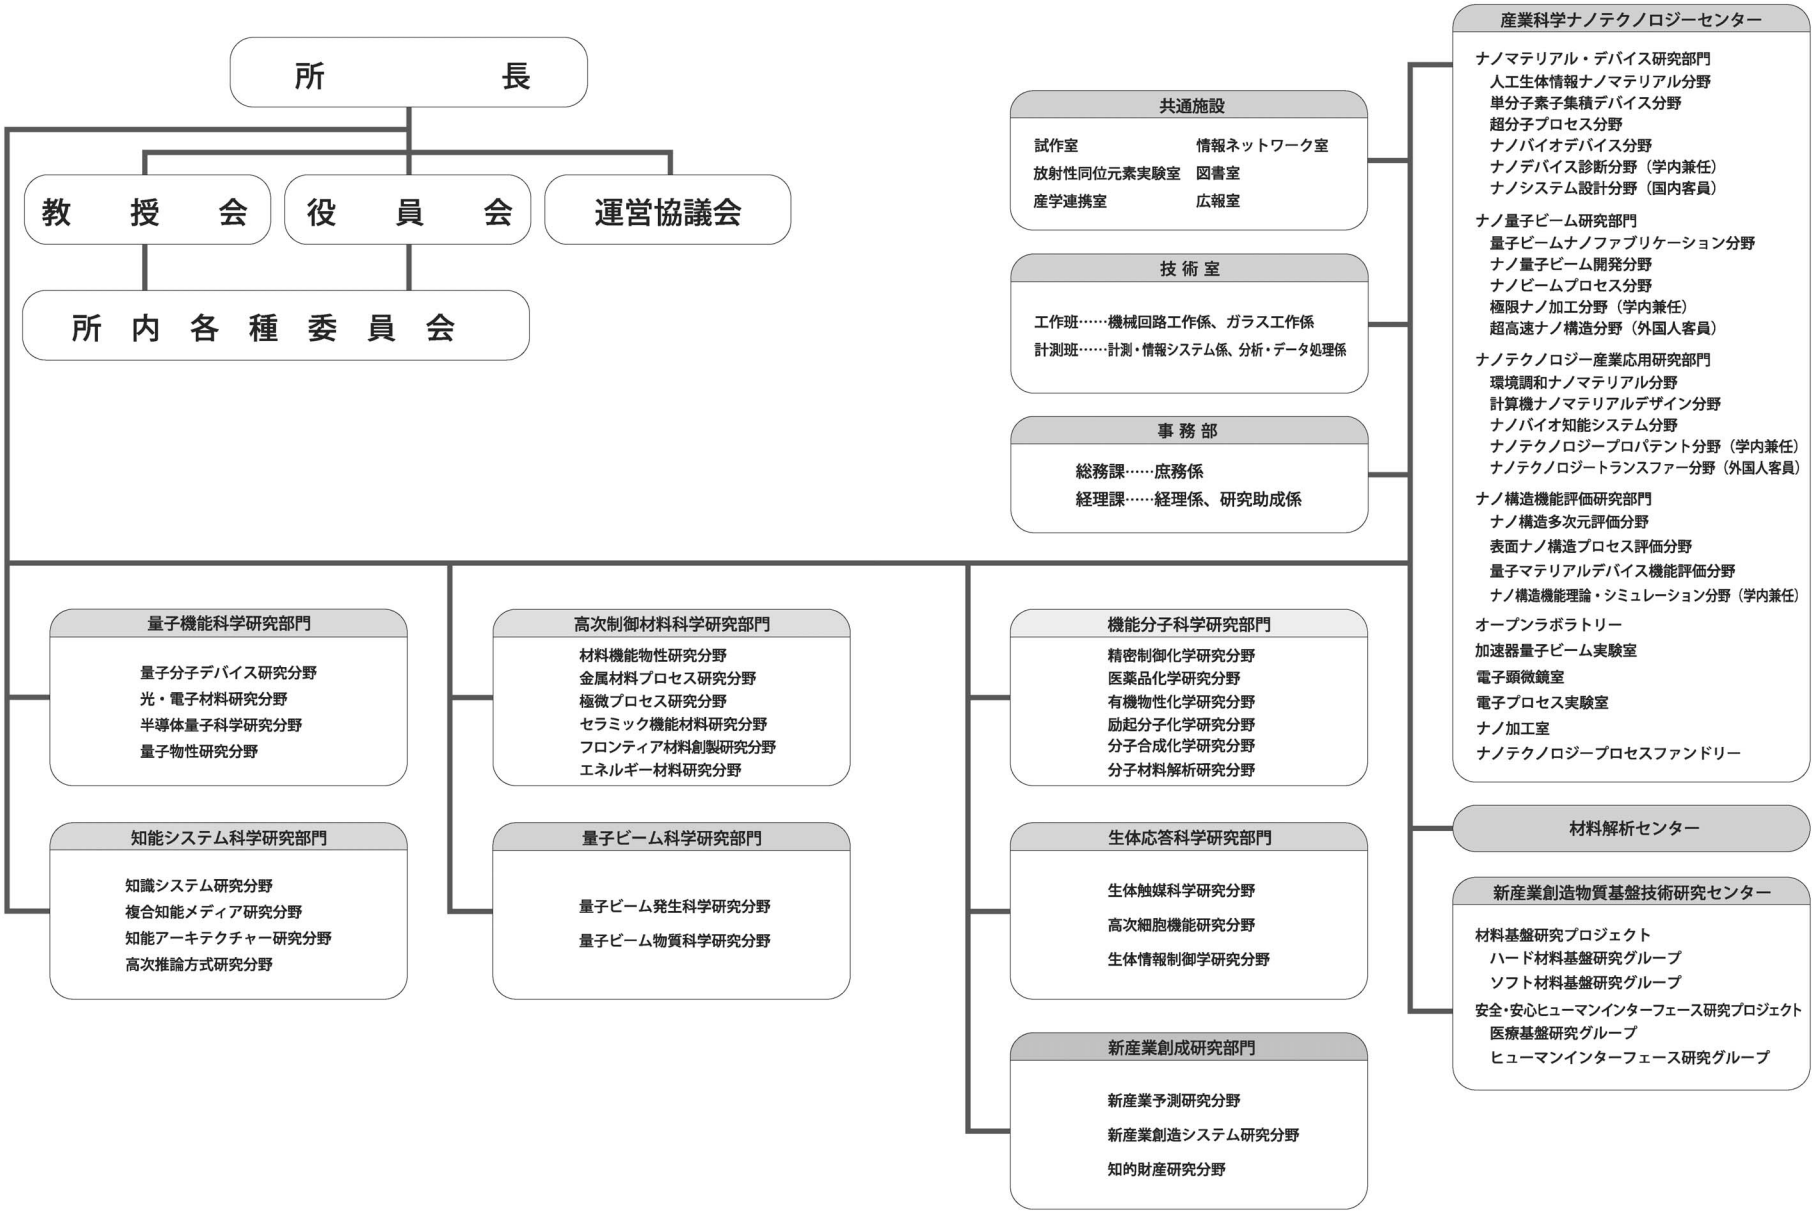 所長
教授会
役員会
運営協議会
所内各種委員会
共通施設
試作室 情報ネットワーク室
放射性同位元素実験室 図書室
産学連携室 広報室
技術室
工作班……機械回路工作係、ガラス工作係
計測班……計測・情報システム係、分析・データ処理係
事務部
総務課……庶務係
経理課……経理係、研究助成係
産業科学ナノテクノロジーセンター
ナノマテリアル・デバイス研究部門
人工生体情報ナノマテリアル分野
単分子素子集積デバイス分野
超分子プロセス分野
ナノバイオデバイス分野
ナノデバイス診断分野（学内兼任）
ナノシステム設計分野（国内客員）
ナノ量子ビーム研究部門
量子ビームナノファブリケーション分野
ナノ量子ビーム開発分野
ナノビームプロセス分野
極限ナノ加工分野（学内兼任）
超高速ナノ構造分野（外国人客員）
ナノテクノロジー産業応用研究部門
環境調和ナノマテリアル分野
計算機ナノマテリアルデザイン分野
ナノバイオ知能システム分野
ナノテクノロジープロパテント分野（学内兼任）
ナノテクノロジートランスファー分野（外国人客員）
ナノ構造機能評価研究部門
ナノ構造多次元評価分野
表面ナノ構造プロセス評価分野
量子マテリアルデバイス機能評価分野
ナノ構造機能理論・シミュレーション分野（学内兼任）
オープンラボラトリー
加速器量子ビーム実験室
電子顕微鏡室
電子プロセス実験室
ナノ加工室
ナノテクノロジープロセスファンドリー
材料解析センター
新産業創造物質基盤技術研究センター
材料基盤研究プロジェクト
ハード材料基盤研究グループ
ソフト材料基盤研究グループ
安全・安心ヒューマンインターフェース研究プロジェクト
医療基盤研究グループ
ヒューマンインターフェース研究グループ
量子機能科学研究部門
量子分子デバイス研究分野
光・電子材料研究分野
半導体量子科学研究分野
量子物性研究分野
知能システム科学研究部門
知識システム研究分野
複合知能メディア研究分野
知能アーキテクチャー研究分野
高次推論方式研究分野
高次制御材料科学研究部門
材料機能物性研究分野
金属材料プロセス研究分野
極微プロセス研究分野
セラミック機能材料研究分野
フロンティア材料創製研究分野
エネルギー材料研究分野
量子ビーム科学研究部門
量子ビーム発生科学研究分野
量子ビーム物質科学研究分野
機能分子科学研究部門
精密制御化学研究分野
医薬品化学研究分野
有機物性化学研究分野
励起分子化学研究分野
分子合成化学研究分野
分子材料解析研究分野
生体応答科学研究部門
生体触媒科学研究分野
高次細胞機能研究分野
生体情報制御学研究分野
新産業創成研究部門
新産業予測研究分野
新産業創造システム研究分野
知的財産研究分野